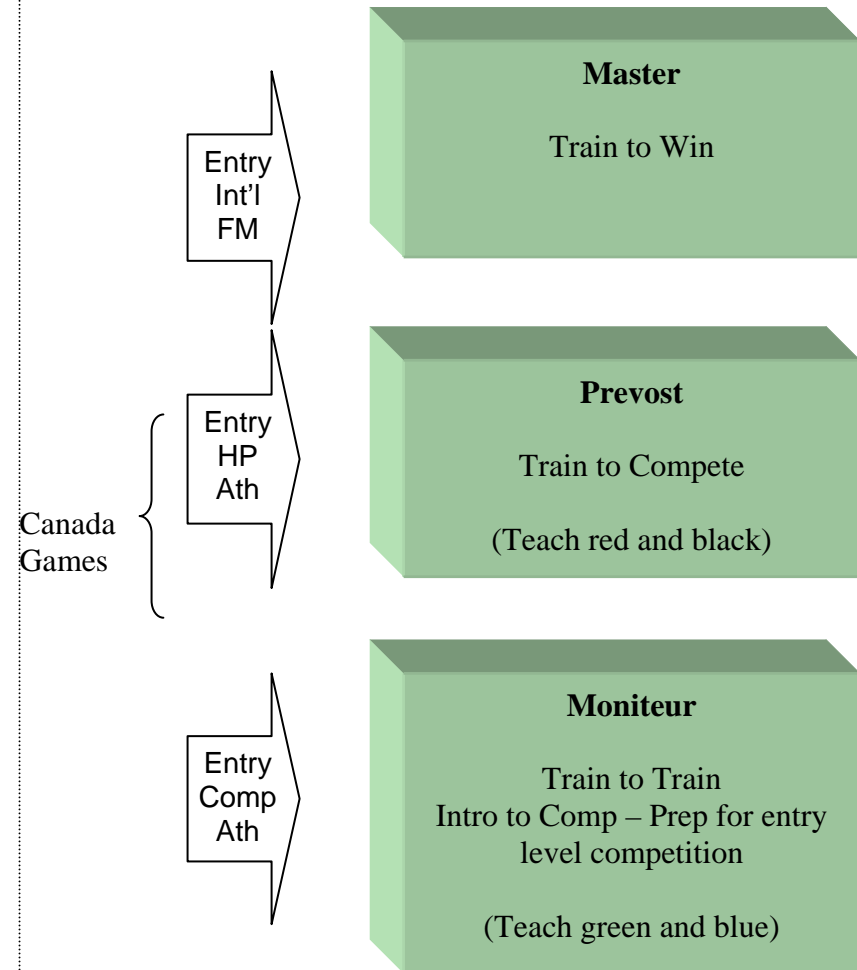 Master
Train to Win
Entry
Int'l
FM
Prevost
Train to Compete
(Teach red and black)
Entry
HP
Ath
Canada
Games
Moniteur
Train to Train
Intro to Comp – Prep for entry
level competition
(Teach green and blue)
Entry
Comp
Ath